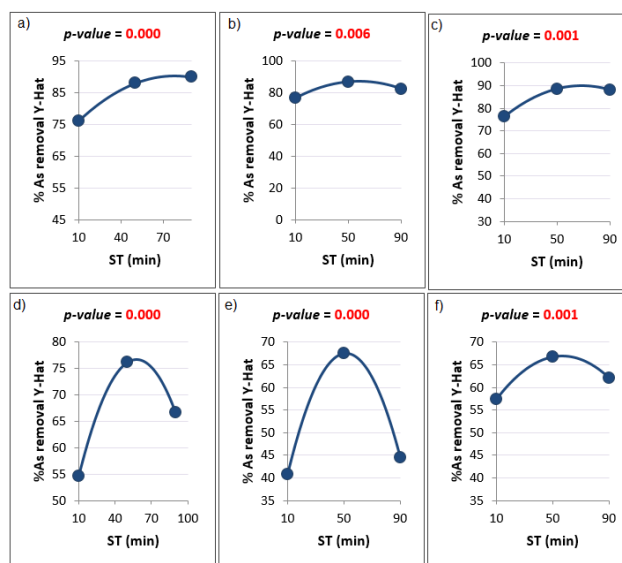 a)
p-value = 0.000
% As removal Y-Hat
95
85
75
65
55
45
10
40
70
ST (min)
b)
p-value = 0.006
% As removal Y-Hat
100
80
60
40
20
0
10
50
90
ST (min)
c)
p-value = 0.001
% As removal Y-Hat
100
90
80
70
60
50
40
30
10
50
90
ST (min)
d)
p-value = 0.000
%As removal Y-Hat
80
75
70
65
60
55
50
10
40
70
100
ST (min)
e)
p-value = 0.000
% As removal Y-Hat
70
65
60
55
50
45
40
35
10
50
90
ST (min)
f)
p-value = 0.001
%As removal Y-Hat
75
70
65
60
55
50
45
40
35
10
50
90
ST (min)